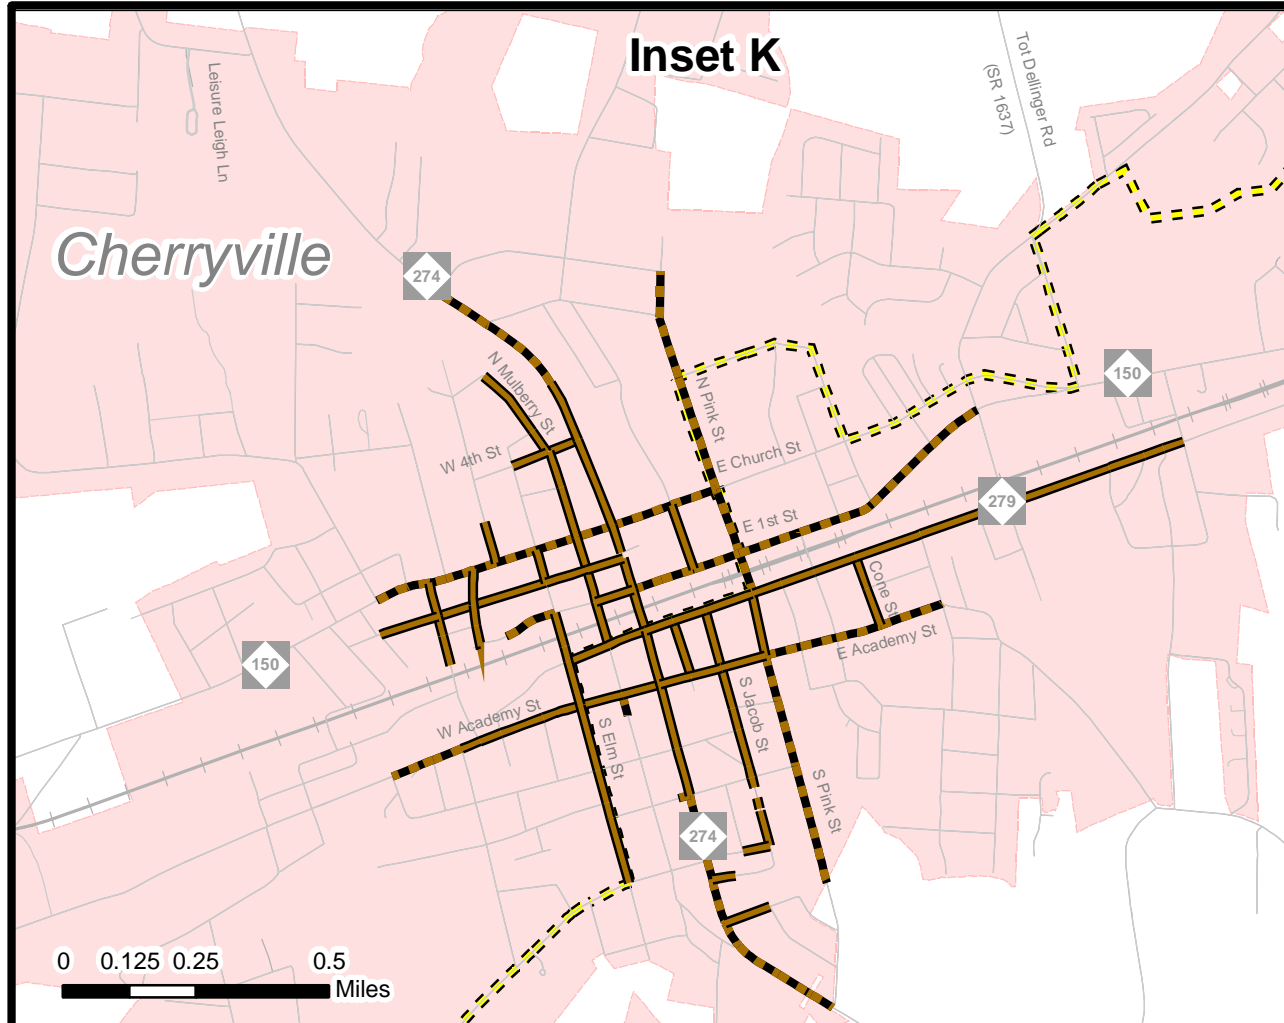 Inset K
Leisure Leigh Ln
Tot Dellinger Rd
(SR 1637)
Cherryville
274
150
N Mulberry St
N Pink St
W 4th St
E Church St
279
E 1st St
Cone St
E Academy St
150
W Academy St
S Elm St
S Jacob St
S Pink St
274
0 0.125 0.25 0.5
Miles